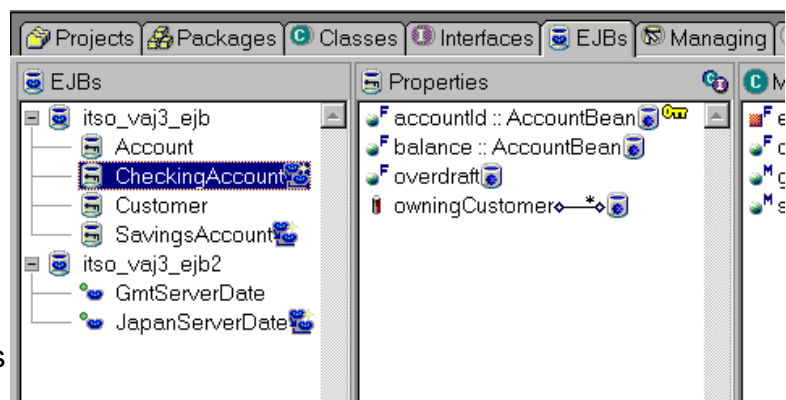 Projects Packages Classes Interfaces EJBs Managing
EJBs Properties
itso_vaj3_ejb
Account
CheckingAccount
Customer
SavingsAccount
itso_vaj3_ejb2
GmtServerDate
JapanServerDate
accountId :: AccountBean
balance :: AccountBean
overdraft
owningCustomer
s